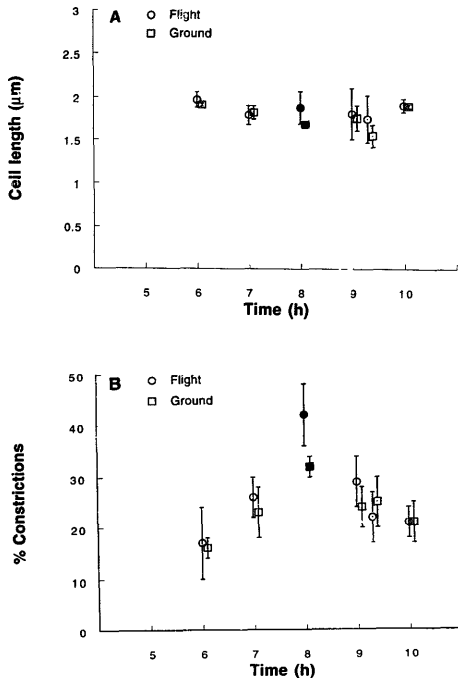 A
Flight
Ground
3
2.5
2
1.5
1
0.5
0
Cell length (μm)
5 6 7 8 9 10
Time (h)
B
Flight
Ground
50
40
30
20
10
0
% Constrictions
5 6 7 8 9 10
Time (h)